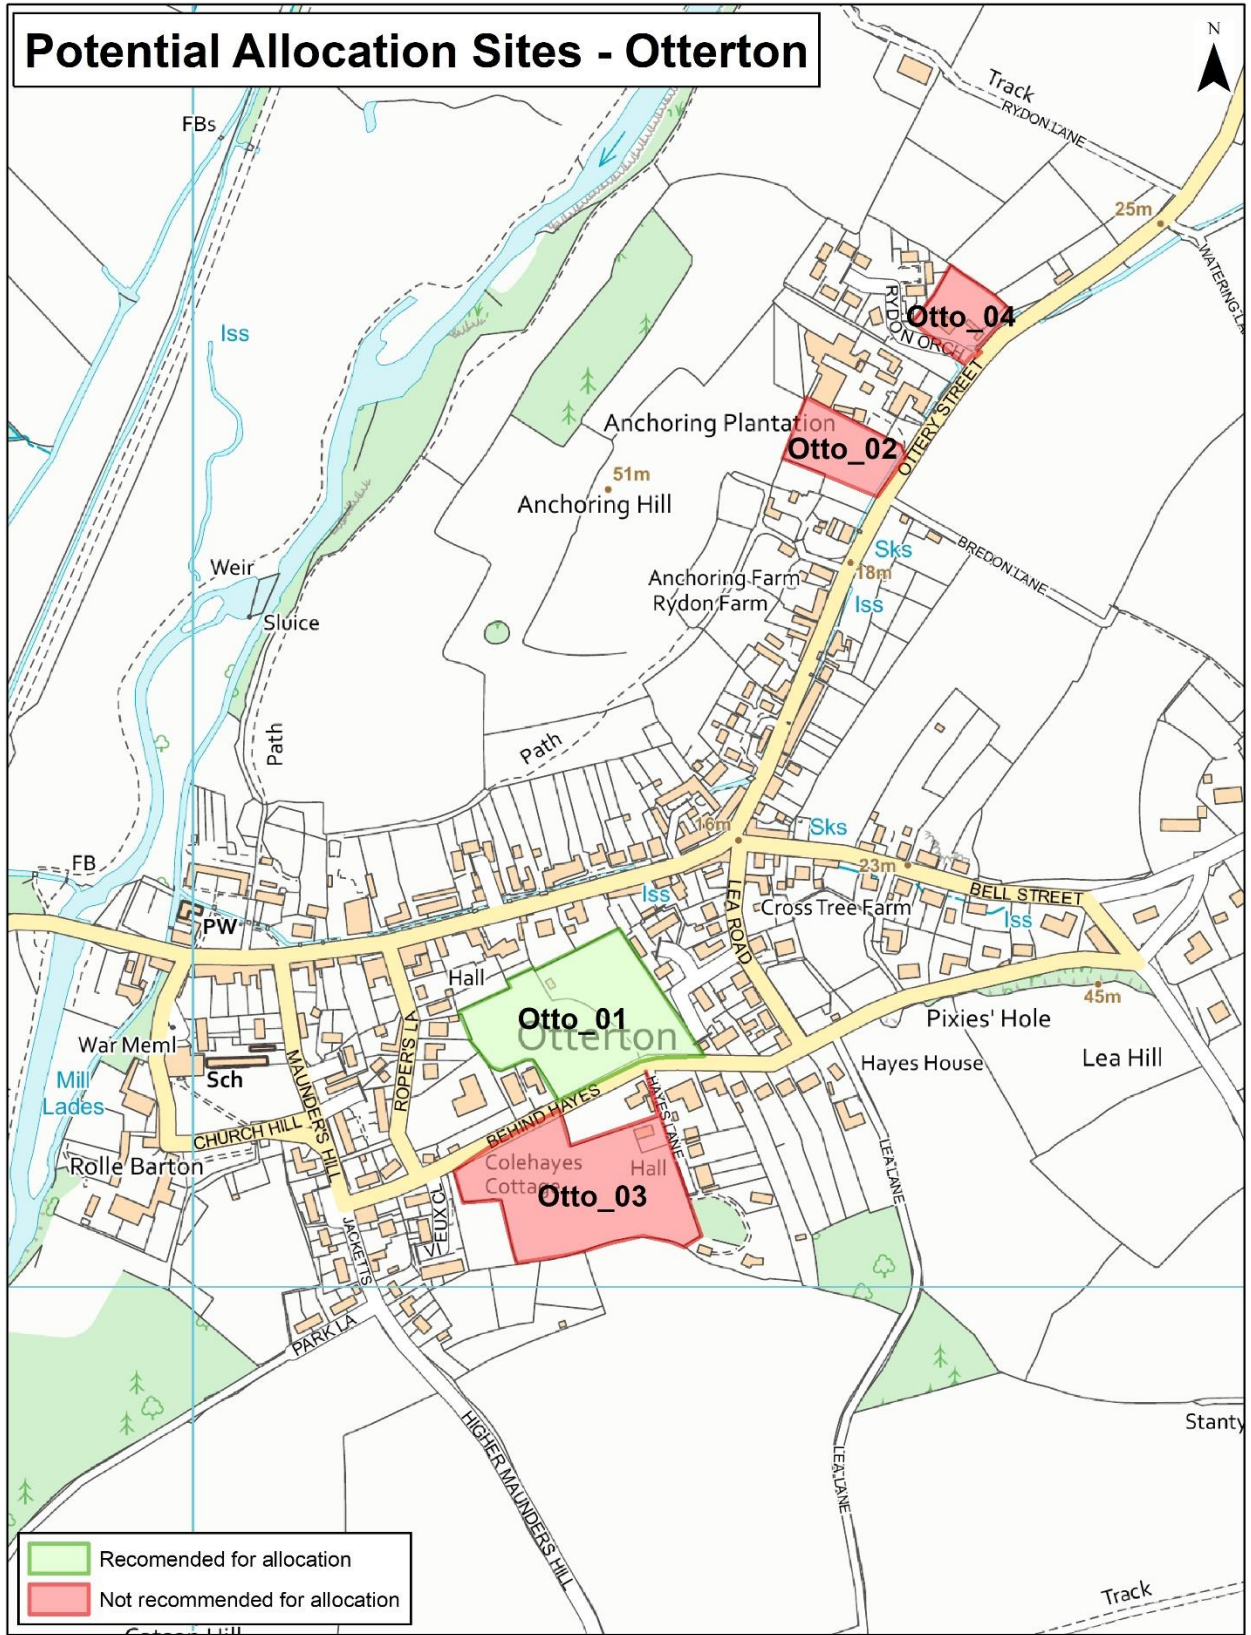 Potential Allocation Sites - Otterton
N
Track
RYDON LANE
FBs
25m
WATERING LA
Iss
RYDON ORCH
Otto_04
OTTERY STREET
Anchoring Plantation
Otto_02
51m
Anchoring Hill
Sks
18m
BREDON LANE
Weir
Anchoring Farm
Rydon Farm
Iss
Sluice
Path
Path
16m
Sks
FB
23m
BELL STREET
Iss
Iss
LEA ROAD
Cross Tree Farm
PW
Hall
45m
Otto_01
Otterton
Pixies' Hole
War Meml
ROPER'S LA
Hayes House
Lea Hill
Sch
Mill
Lades
MAUNDER'S HILL
BEHIND HAYES
HAYES LANE
CHURCH HILL
LEA LANE
Rolle Barton
Colehayes
Cottage
Hall
Otto_03
VIEUX CL
JACKETTS
PARK LA
HIGHER MAUNDERS HILL
Stanty
LEA LANE
Recomended for allocation
Not recommended for allocation
Track